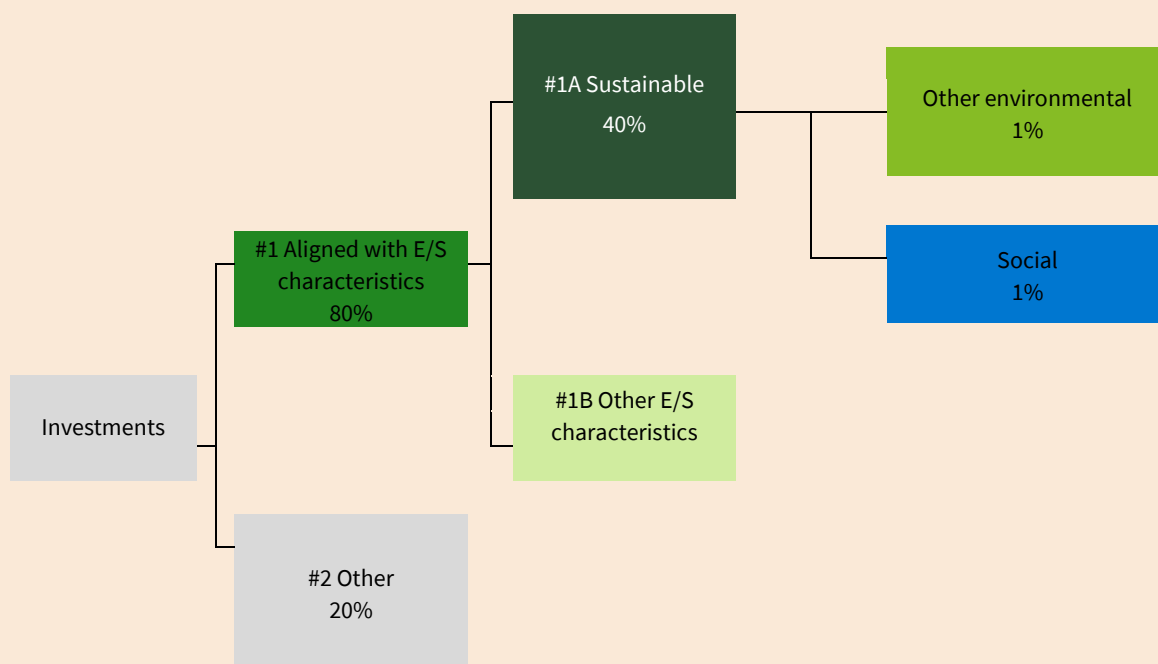 #1A Sustainable
40%
Other environmental
1%
Social
1%
#1 Aligned with E/S
characteristics
80%
Investments
#1B Other E/S
characteristics
#2 Other
20%